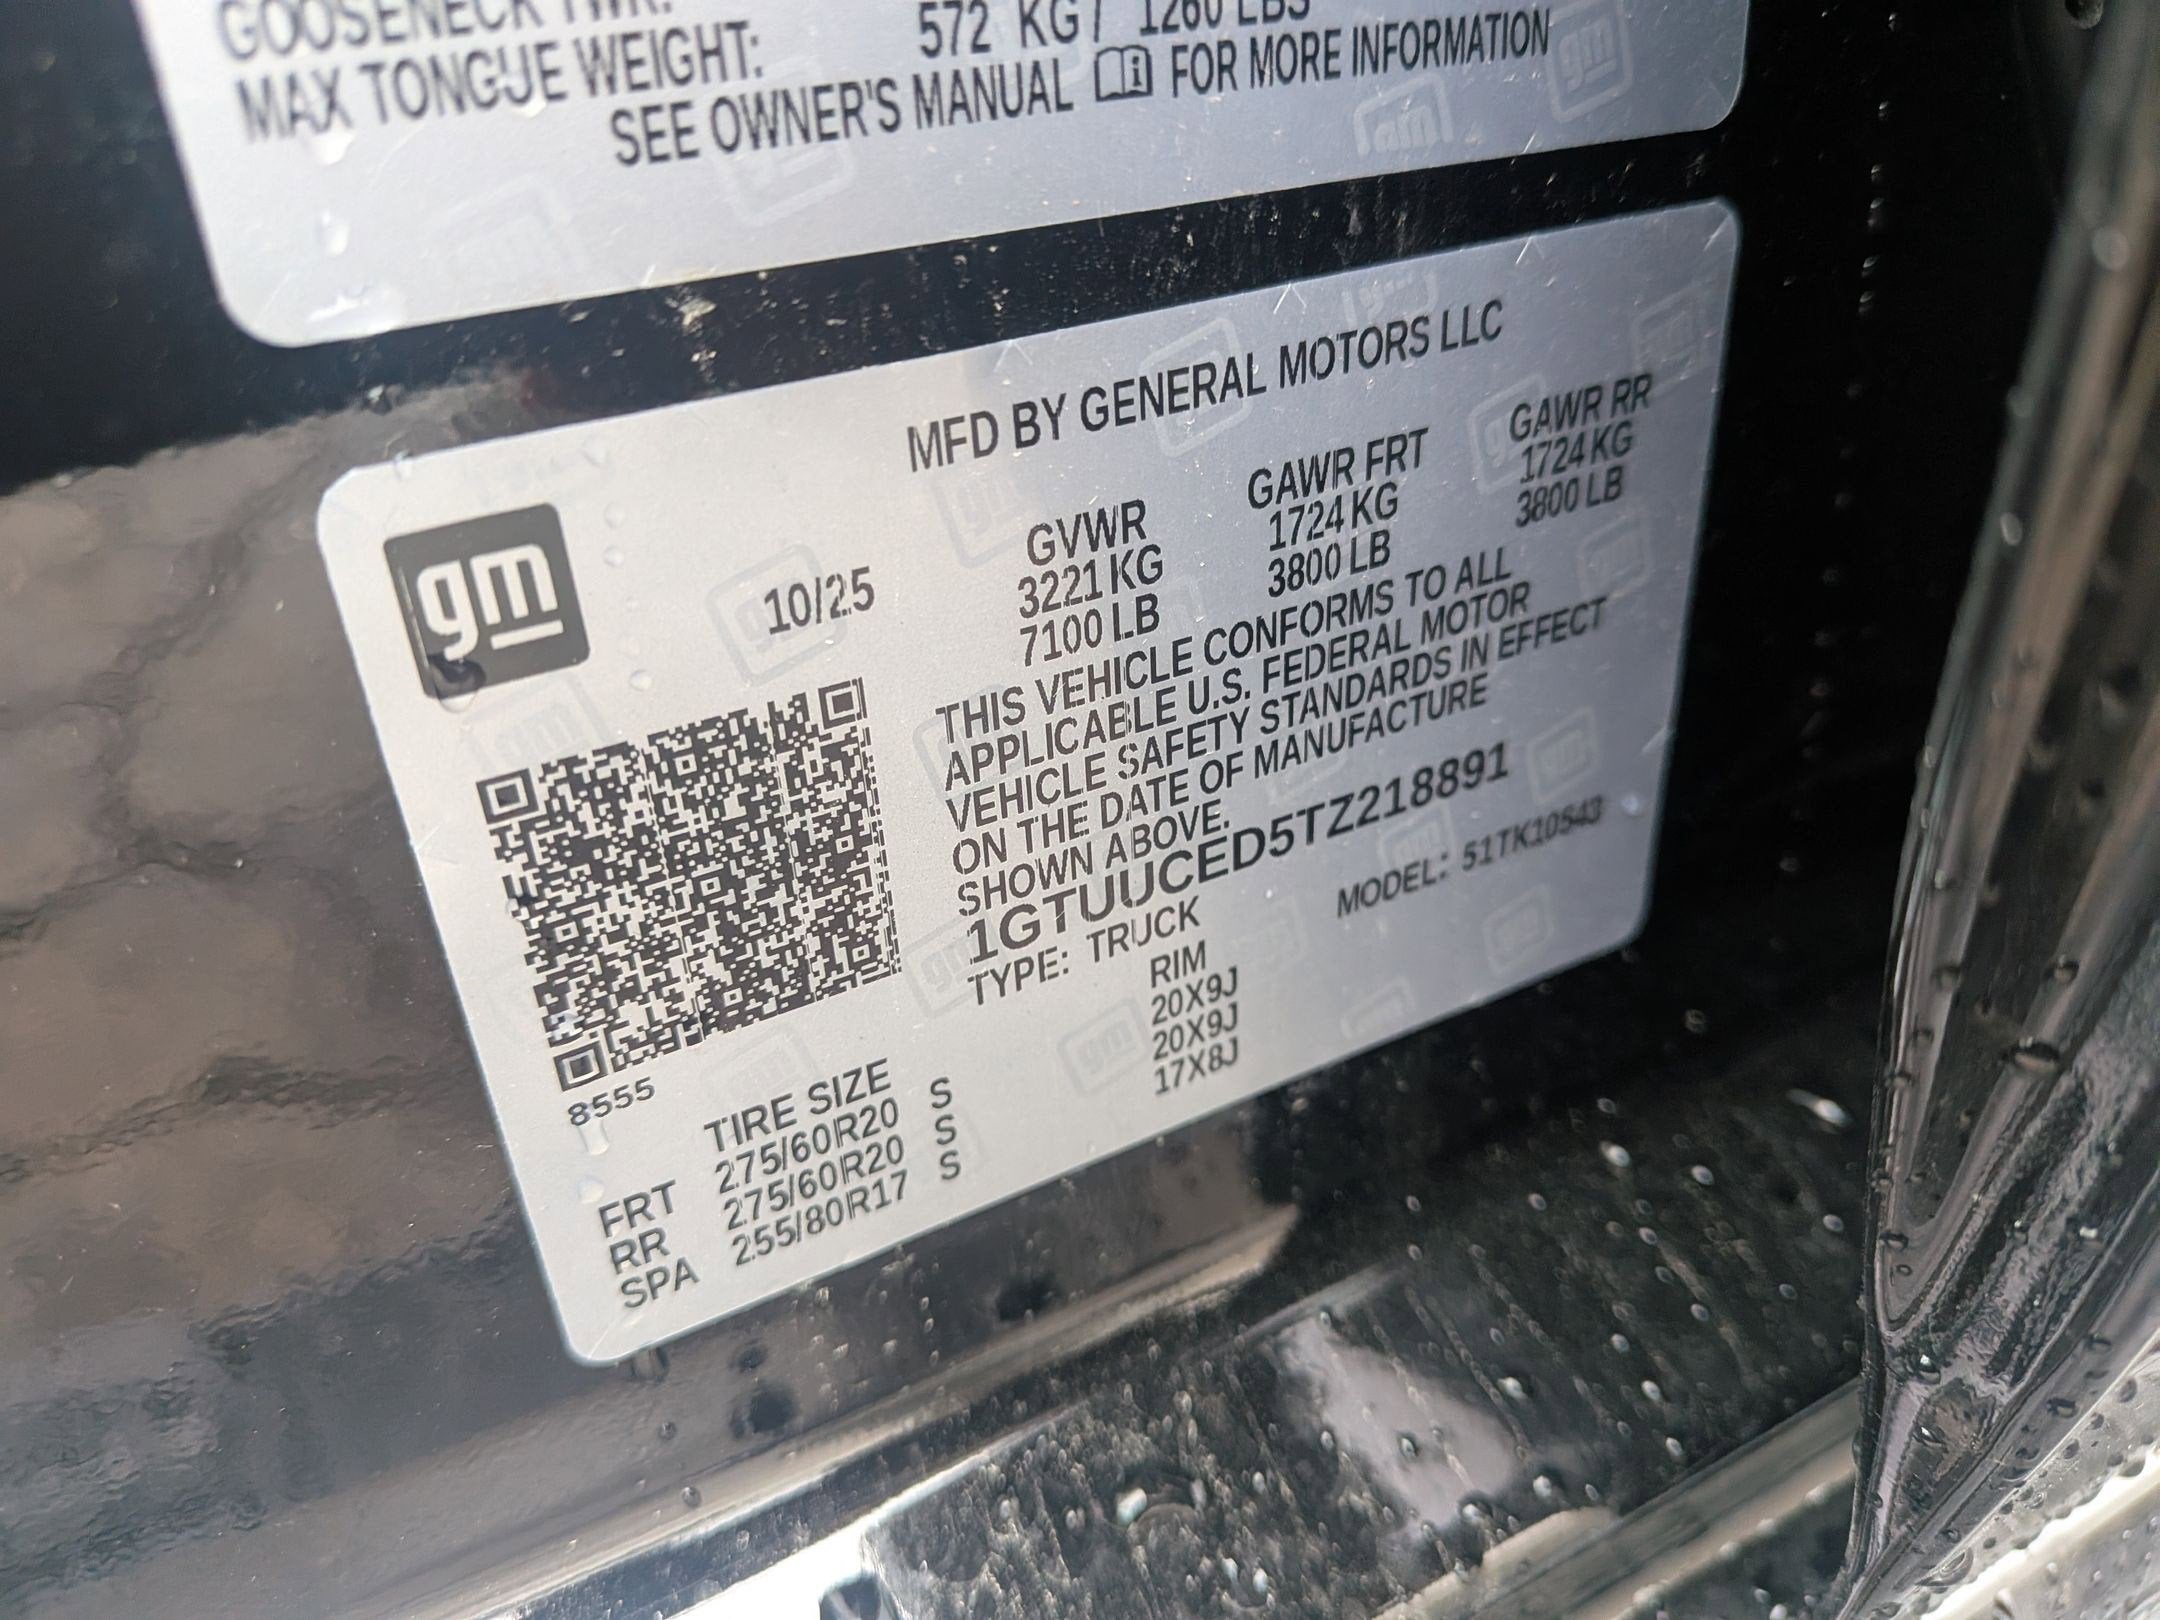 GOOSENECK TWR:
MAX TONGUE WEIGHT: 572 KG / 1260 LBS
SEE OWNER'S MANUAL FOR MORE INFORMATION
MFD BY GENERAL MOTORS LLC
gm
10/25
GVWR GAWR FRT GAWR RR
3221 KG 1724 KG 1724 KG
7100 LB 3800 LB 3800 LB
THIS VEHICLE CONFORMS TO ALL
APPLICABLE U.S. FEDERAL MOTOR
VEHICLE SAFETY STANDARDS IN EFFECT
ON THE DATE OF MANUFACTURE
SHOWN ABOVE.
1GTUUCED5TZ218891
TYPE: TRUCK MODEL: 51TK10543
8555
TIRE SIZE RIM
FRT 275/60R20 S 20X9J
RR 275/60R20 S 20X9J
SPA 255/80R17 S 17X8J